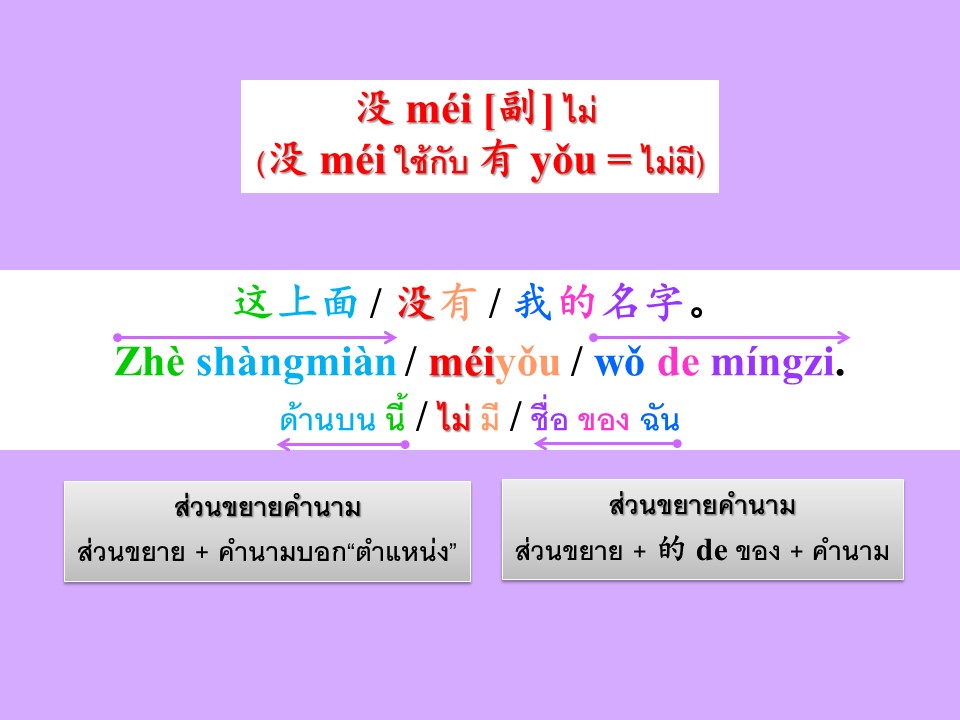 没 méi [副] ไม่
(没 méi ใช้กับ 有 yǒu = ไม่มี)
这上面 / 没有 / 我的名字。
Zhè shàngmiàn / méiyǒu / wǒ de míngzi.
ด้านบน นี้ / ไม่ มี / ชื่อ ของ ฉัน
ส่วนขยายคำนาม
ส่วนขยาย + คำนามบอก“ตำแหน่ง”
ส่วนขยายคำนาม
ส่วนขยาย + 的 de ของ + คำนาม